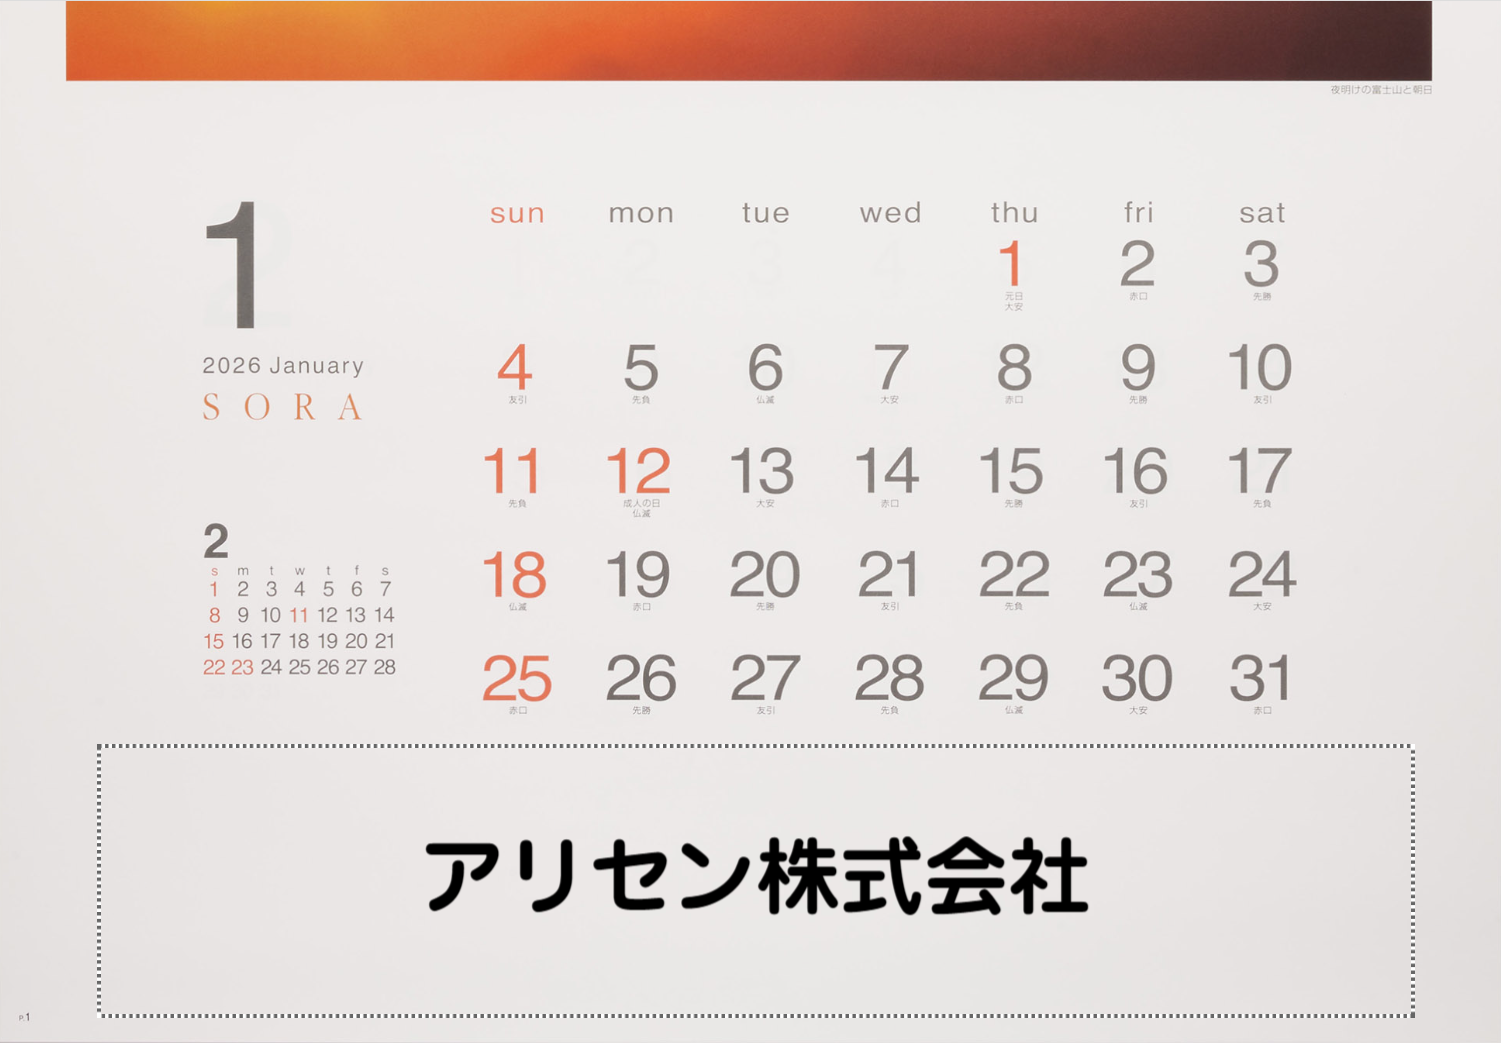 夜明けの富士山と朝日
1
2026 January
SORA
sun mon tue wed thu fri sat
1 2 3
元日 赤口 先勝
大安
4 5 6 7 8 9 10
友引 先負 仏滅 大安 赤口 先勝 友引
11 12 13 14 15 16 17
先負 成人の日 大安 赤口 先勝 友引 先負
仏滅
18 19 20 21 22 23 24
仏滅 赤口 先勝 友引 先負 仏滅 大安
25 26 27 28 29 30 31
赤口 先勝 友引 先負 仏滅 大安 赤口
2
s m t w t f s
1 2 3 4 5 6 7
8 9 10 11 12 13 14
15 16 17 18 19 20 21
22 23 24 25 26 27 28
アリセン株式会社
P.1